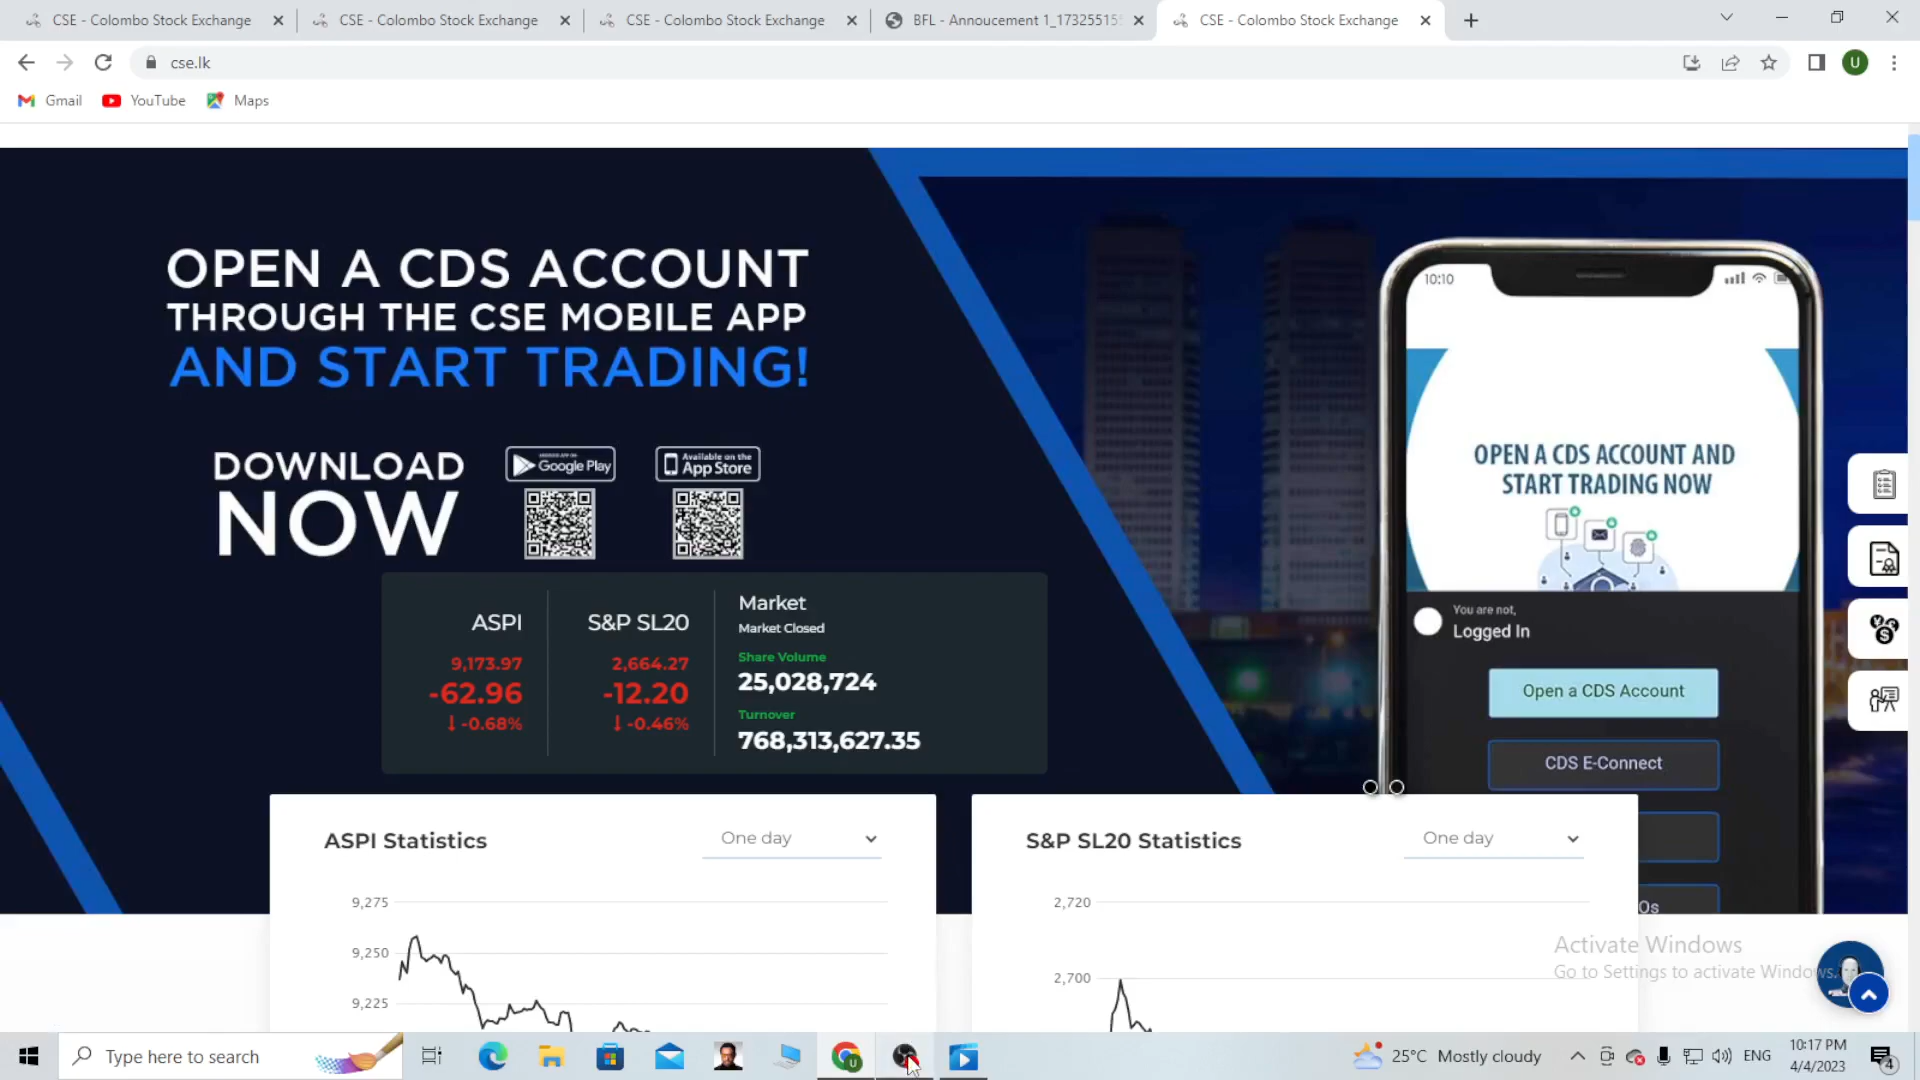 CSE - Colombo Stock Exchange
CSE - Colombo Stock Exchange
CSE - Colombo Stock Exchange
BFL - Annoucement 1_173255155
CSE - Colombo Stock Exchange
cse.lk
U
Gmail
YouTube
Maps
OPEN A CDS ACCOUNT
THROUGH THE CSE MOBILE APP
AND START TRADING!
DOWNLOAD
NOW
Google Play
Available on the
App Store
ASPI
9,173.97
-62.96
↓ -0.68%
S&P SL20
2,664.27
-12.20
↓ -0.46%
Market
Market Closed
Share Volume
25,028,724
Turnover
768,313,627.35
10:10
OPEN A CDS ACCOUNT AND
START TRADING NOW
You are not,
Logged In
Open a CDS Account
CDS E-Connect
Os
ASPI Statistics
One day
9,275
9,250
9,225
S&P SL20 Statistics
One day
2,720
2,700
Activate Windows
Go to Settings to activate Windows.
Type here to search
25°C Mostly cloudy
ENG
10:17 PM
4/4/2023
4